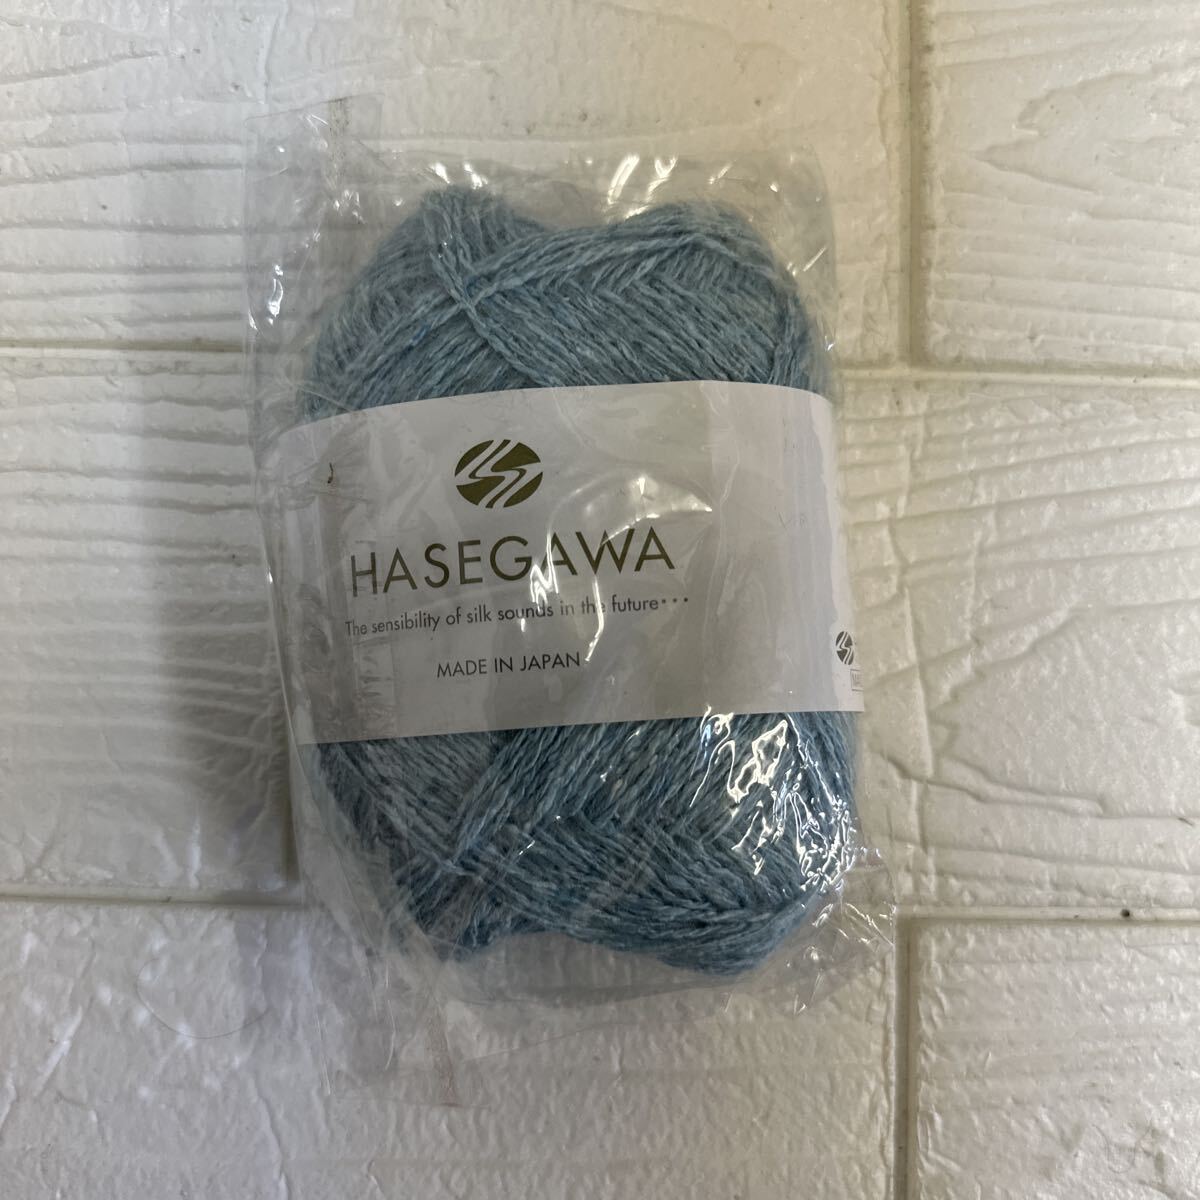 HASEGAWA
The sensibility of silk sounds in the future•••
MADE IN JAPAN